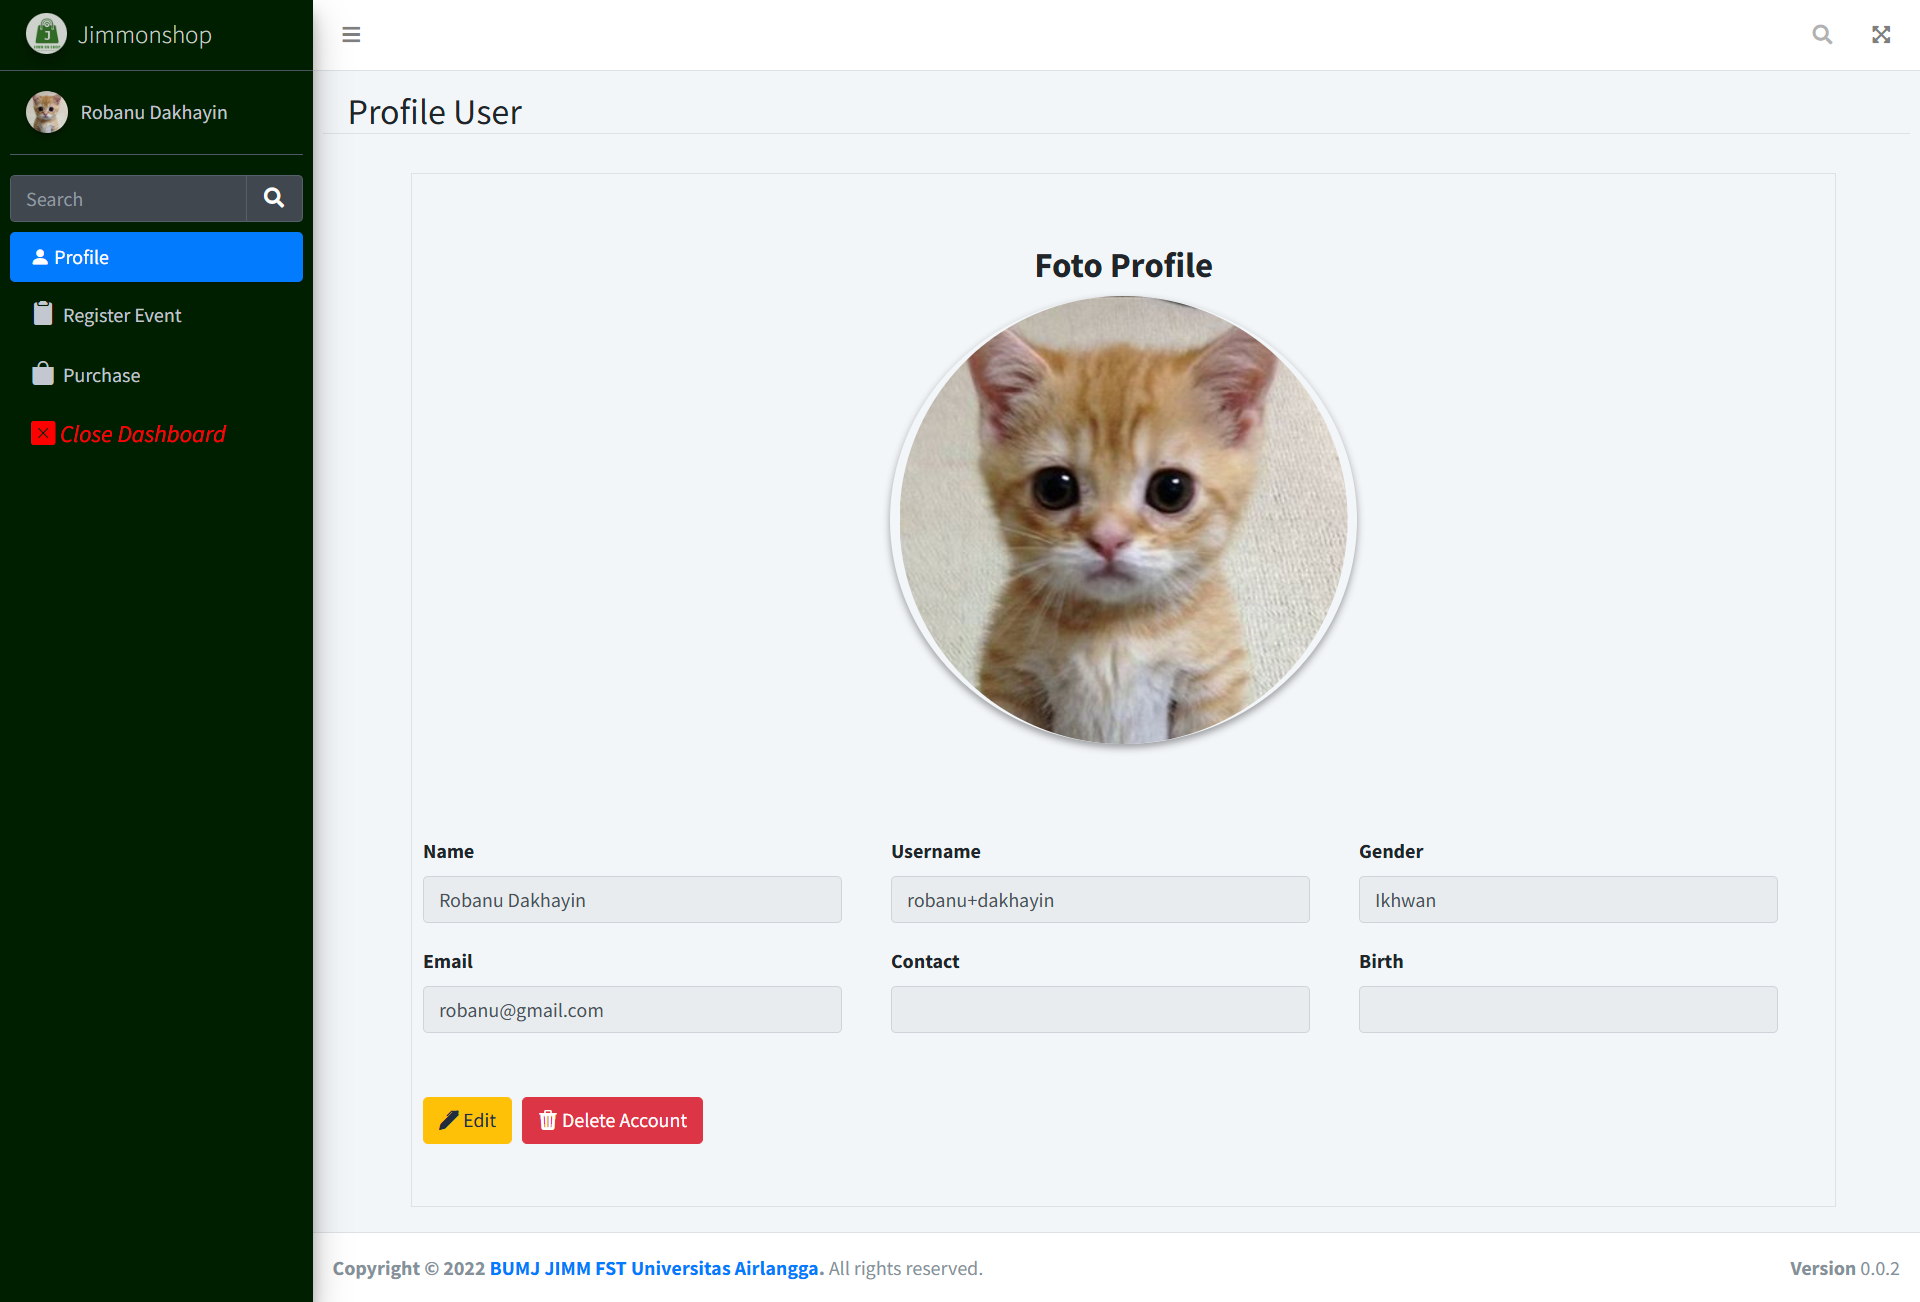 Jimmonshop
Robanu Dakhayin
Search
Profile
Register Event
Purchase
Close Dashboard
Profile User
Foto Profile
Name
Username
Gender
Robanu Dakhayin
robanu+dakhayin
Ikhwan
Email
Contact
Birth
robanu@gmail.com
Edit
Delete Account
Copyright © 2022 BUMJ JIMM FST Universitas Airlangga. All rights reserved.
Version 0.0.2